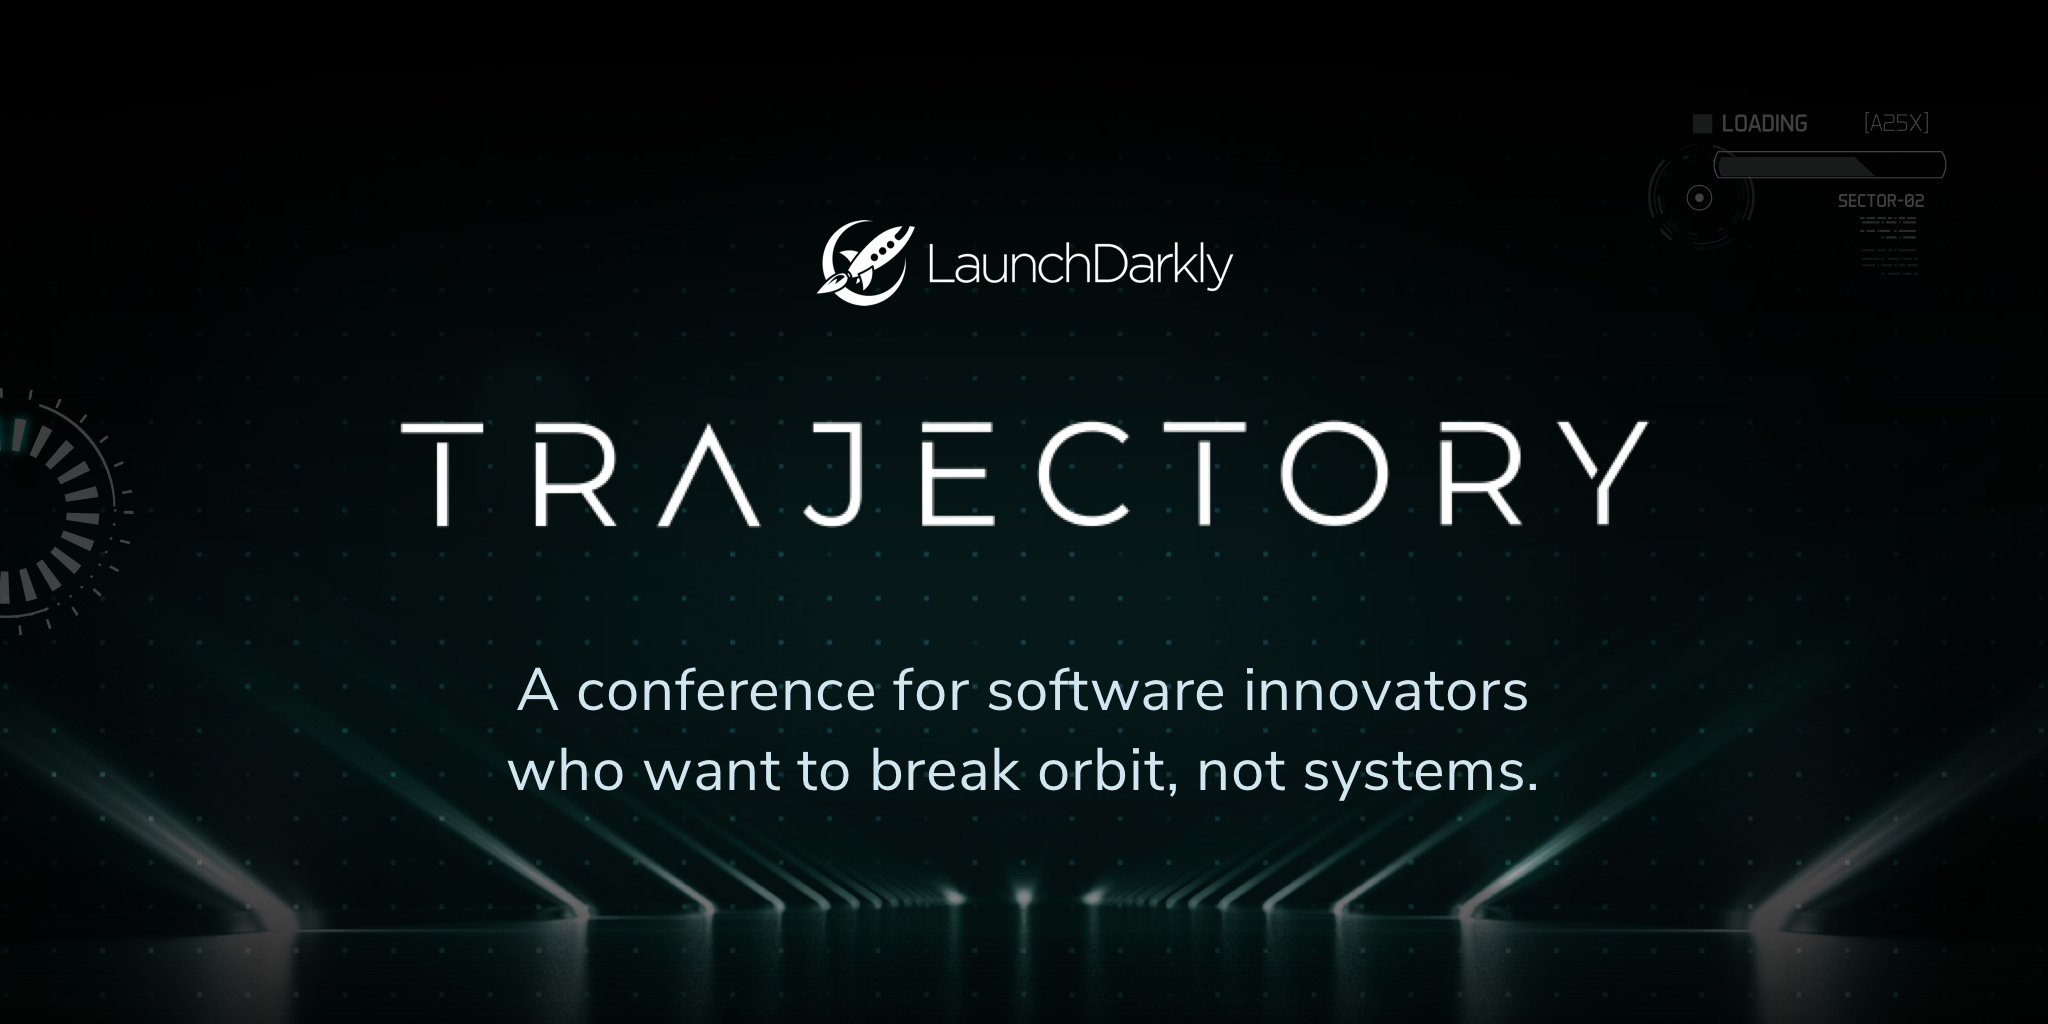 LOADING [A25X]
SECTOR-02
LaunchDarkly
TRAJECTORY
A conference for software innovators
who want to break orbit, not systems.